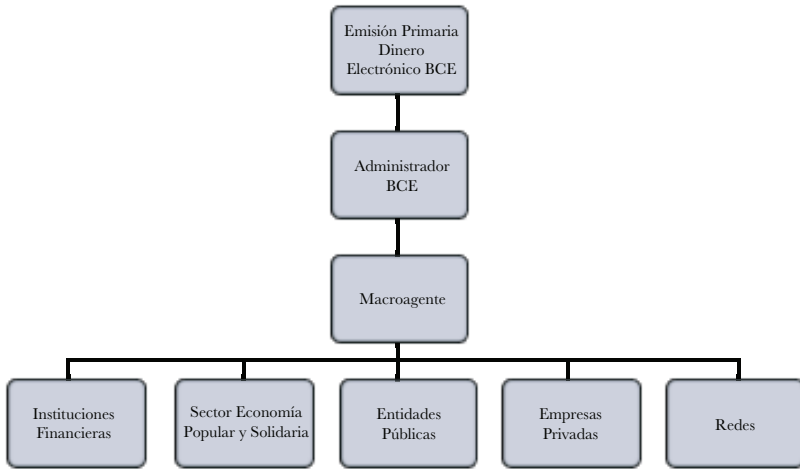 Emisión Primaria
Dinero
Electrónico BCE
Administrador
BCE
Macroagente
Instituciones
Financieras
Sector Economía
Popular y Solidaria
Entidades
Públicas
Empresas
Privadas
Redes